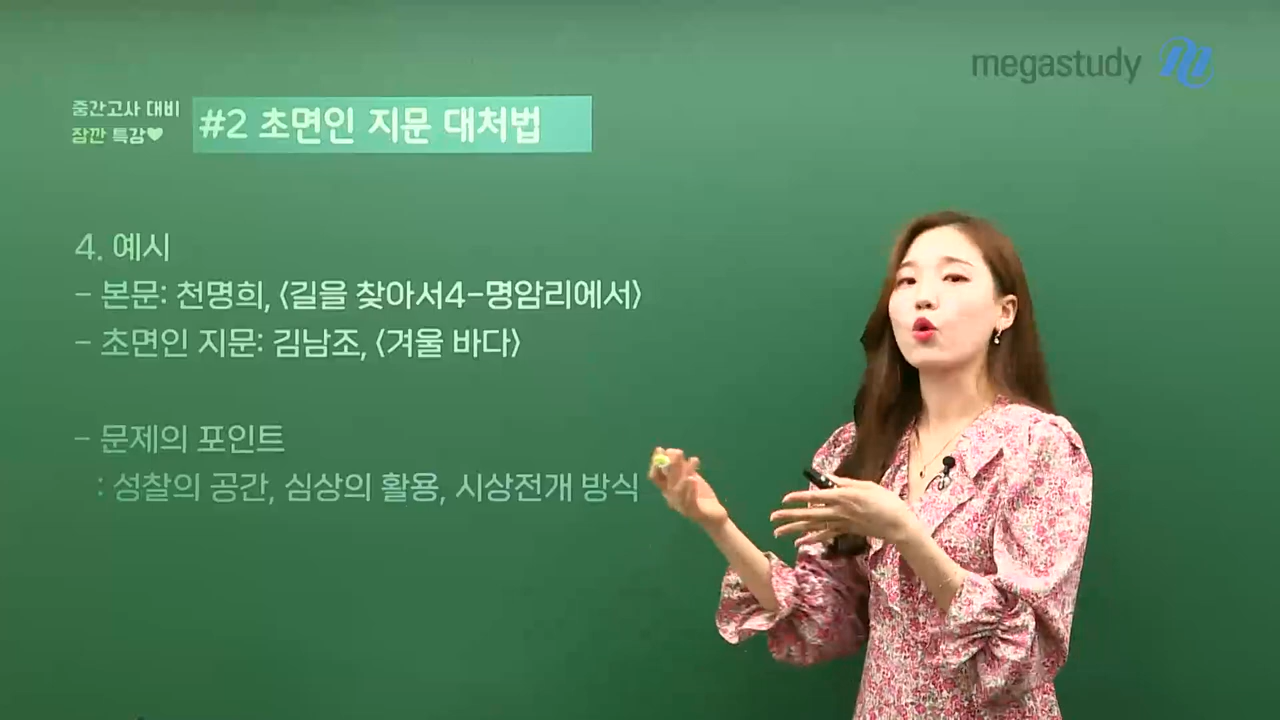 megastudy
중간고사 대비
잠깐 특강♥
#2 초면인 지문 대처법
4. 예시
- 본문: 천명희, <길을 찾아서4-명암리에서>
- 초면인 지문: 김남조, <겨울 바다>
- 문제의 포인트
: 성찰의 공간, 심상의 활용, 시상전개 방식